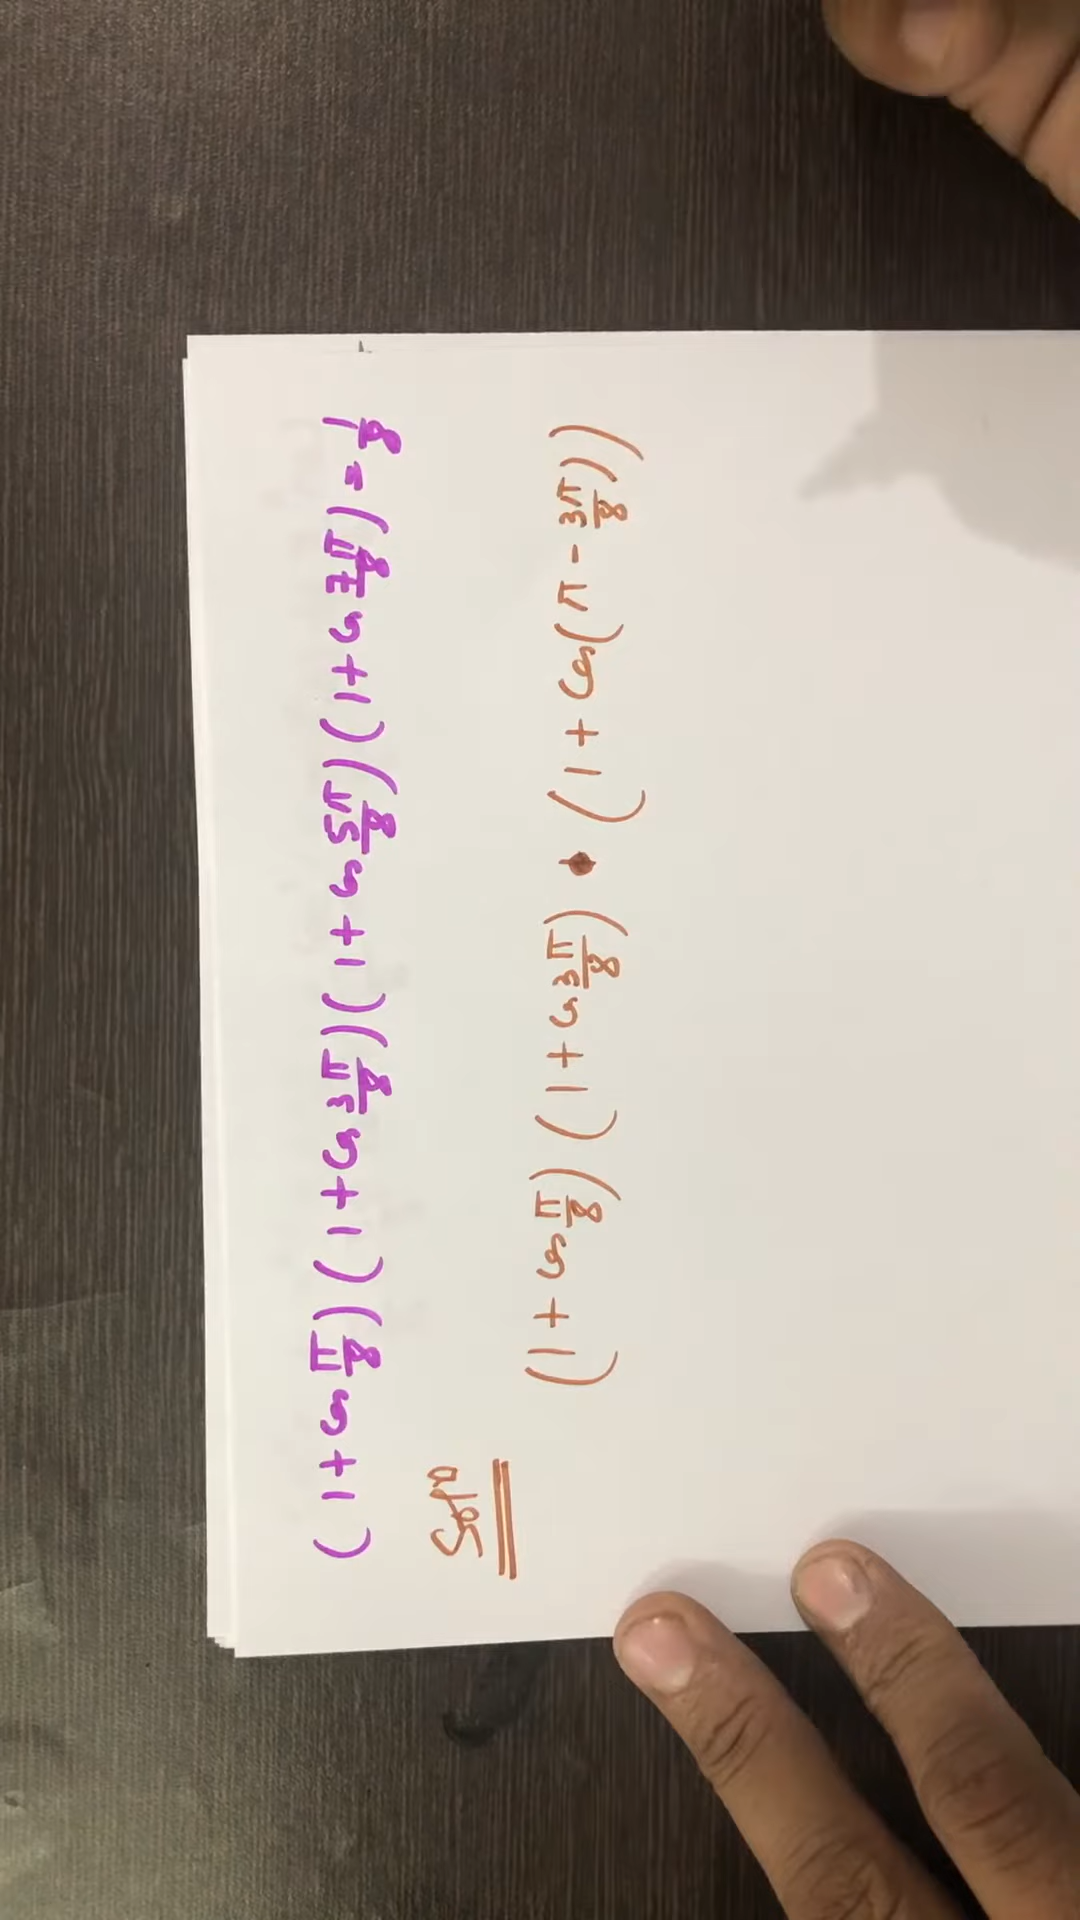 (1 + cos π/8) (1 + cos 3π/8) (1 + cos 5π/8) (1 + cos 7π/8) = 1/8
Soln
(1 + cos π/8) (1 + cos 3π/8) • (1 + cos(π - 3π/8))